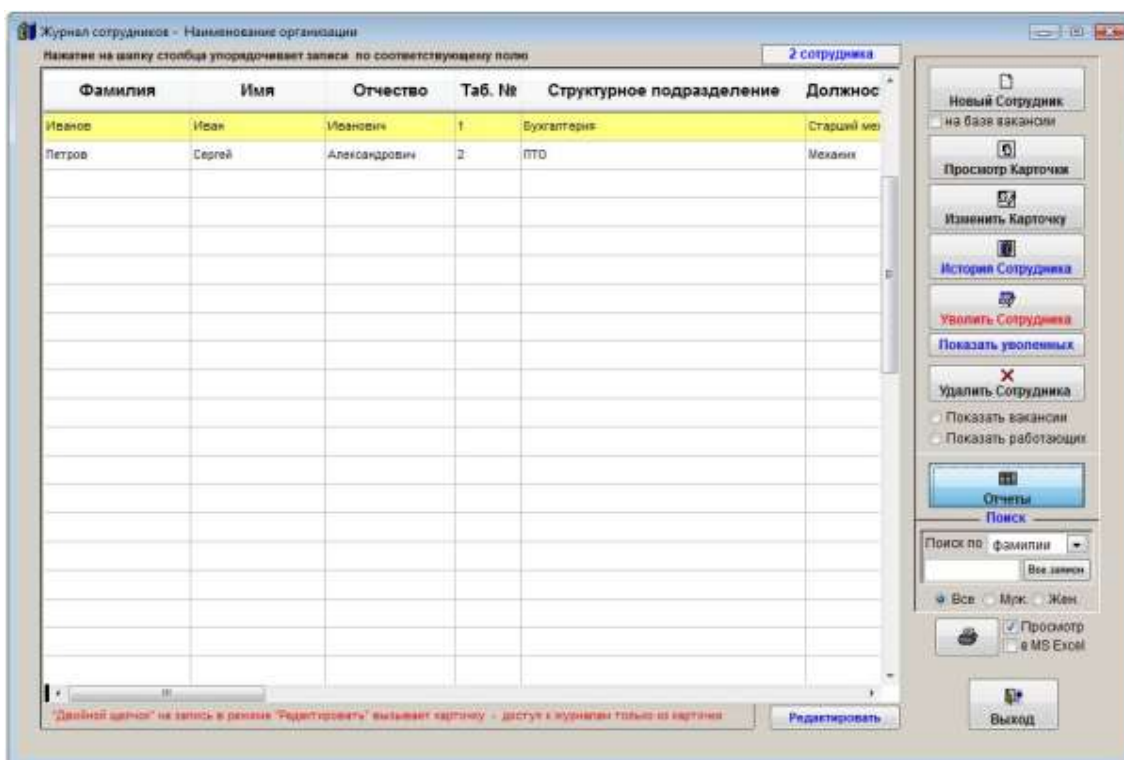 Журнал сотрудников - Наименование организации
Нажатие на шапку столбца упорядочивает записи по соответствующему полю
2 сотрудника
Фамилия Имя Отчество Таб. № Структурное подразделение Должнос
Иванов Иван Иванович 1 Бухгалтерия Старший мех
Петров Сергей Александрович 2 ПТО Механик
Новый Сотрудник
на базе вакансии
Просмотр Карточки
Изменить Карточку
История Сотрудника
Уволить Сотрудника
Показать уволенных
Удалить Сотрудника
Показать вакансии
Показать работающих
Отчеты
Поиск
Поиск по фамилии
Все записи
Все Муж. Жен.
Просмотр
в MS Excel
"Двойной щелчок" на запись в режиме "Редактировать" вызывает карточку - доступ к журналам только из карточки
Редактировать
Выход